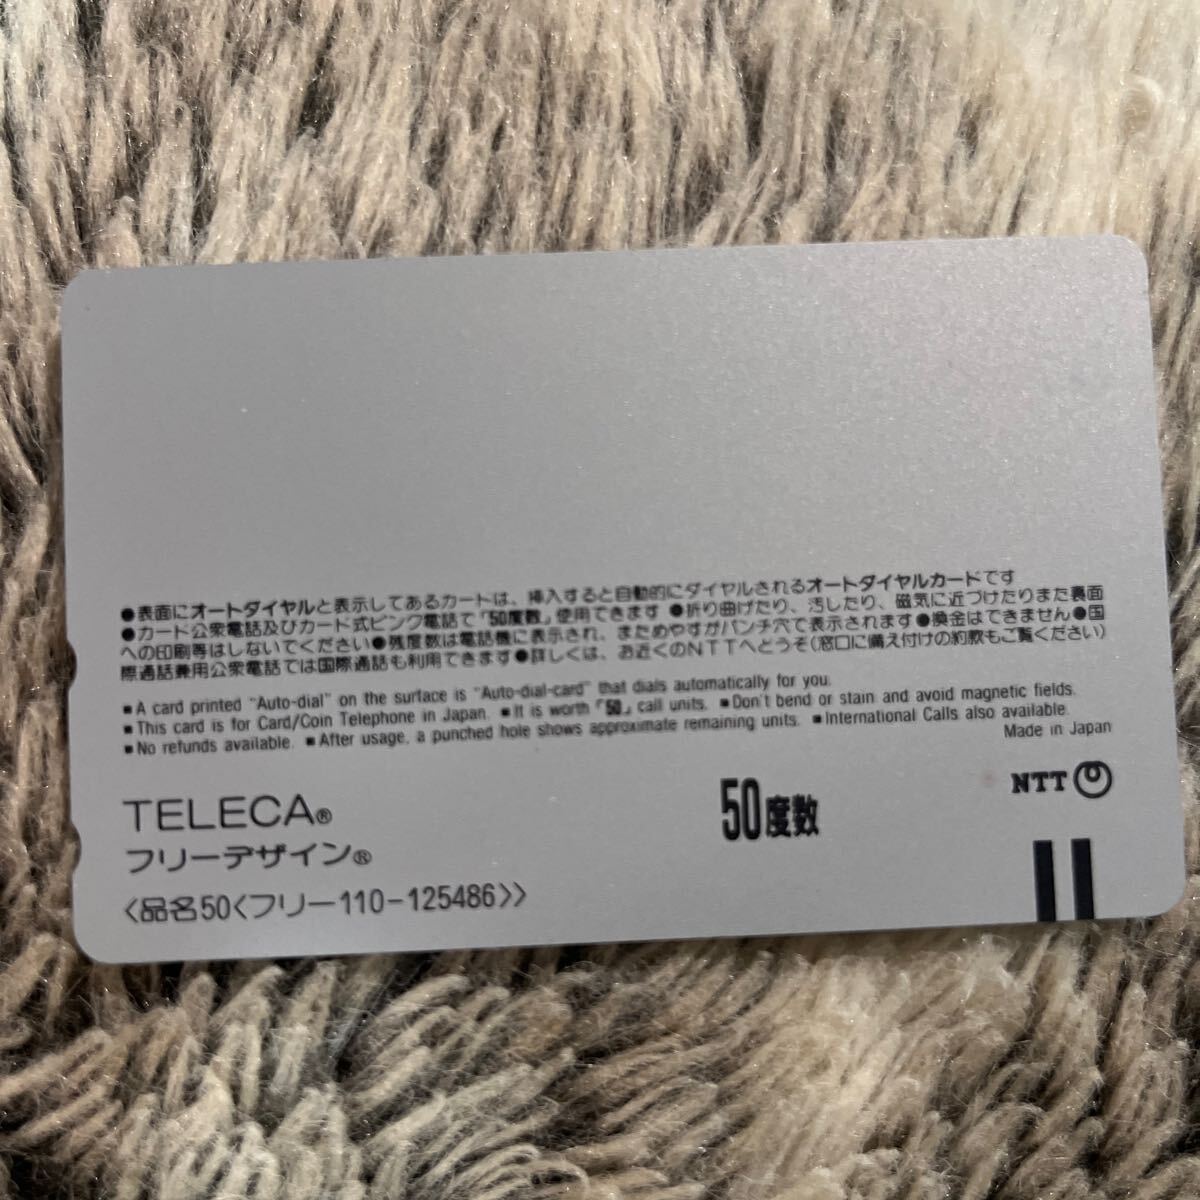 ●表面にオートダイヤルと表示してあるカートは、挿入すると自動的にダイヤルされるオートダイヤルカードです
●カード公衆電話及びカード式ピンク電話で「50度数」使用できます ●折り曲げたり、汚したり、磁気に近づけたりまた裏面
への印刷等はしないでください●残度数は電話機に表示され、まためやすがパンチ穴で表示されます●換金はできません●国
際通話兼用公衆電話では国際通話も利用できます●詳しくは、お近くのNTTへどうぞ(窓口に備え付けの約款もご覧ください)
■A card printed “Auto-dial” on the surface is “Auto-dial-card” that dials automatically for you.
■This card is for Card/Coin Telephone in Japan. ■It is worth「50」call units. ■Don't bend or stain and avoid magnetic fields.
■No refunds available. ■After usage, a punched hole shows approximate remaining units. ■International Calls also available.
Made in Japan
TELECA®
50度数
NTT
フリーデザイン®
〈品名50〈フリー110-125486〉〉